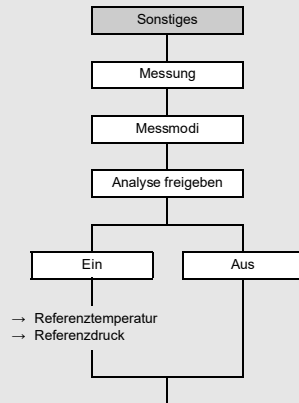 Sonstiges
Messung
Messmodi
Analyse freigeben
Ein
Aus
→ Referenztemperatur
→ Referenzdruck